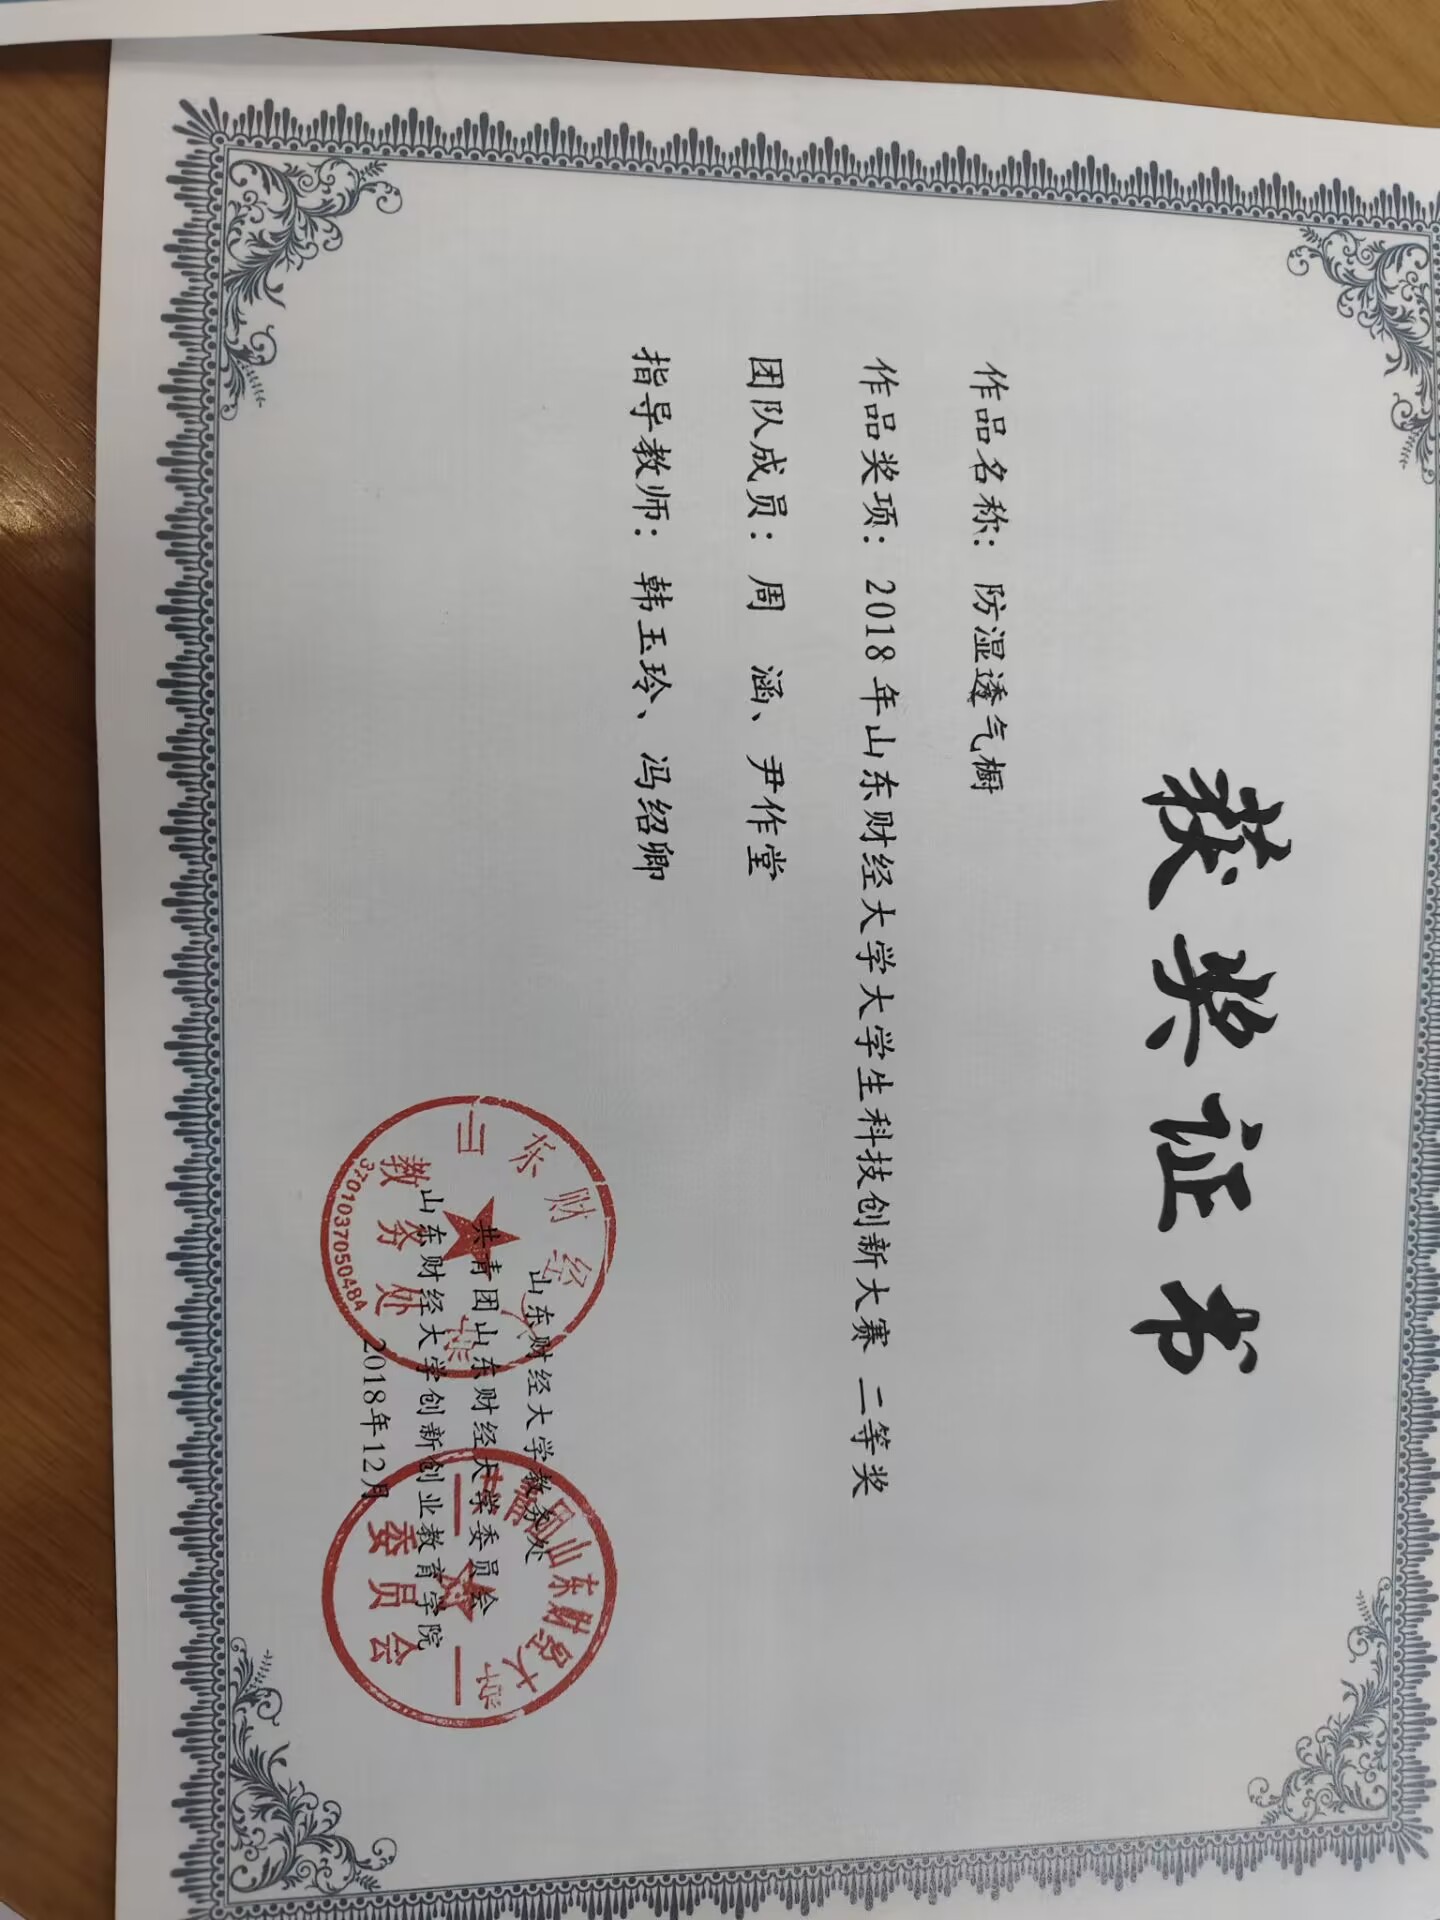 获奖证书
作品名称：防湿透气橱
作品奖项：2018年山东财经大学大学生科技创新大赛 二等奖
团队成员：周 涵、尹作堂
指导教师：韩玉玲、冯绍卿
山东财经大学教务处
共青团山东财经大学委员会
山东财经大学创新创业教育学院
2018年12月
山东财经大学
教务处
3701037050484
共青团山东财经大学
委员会